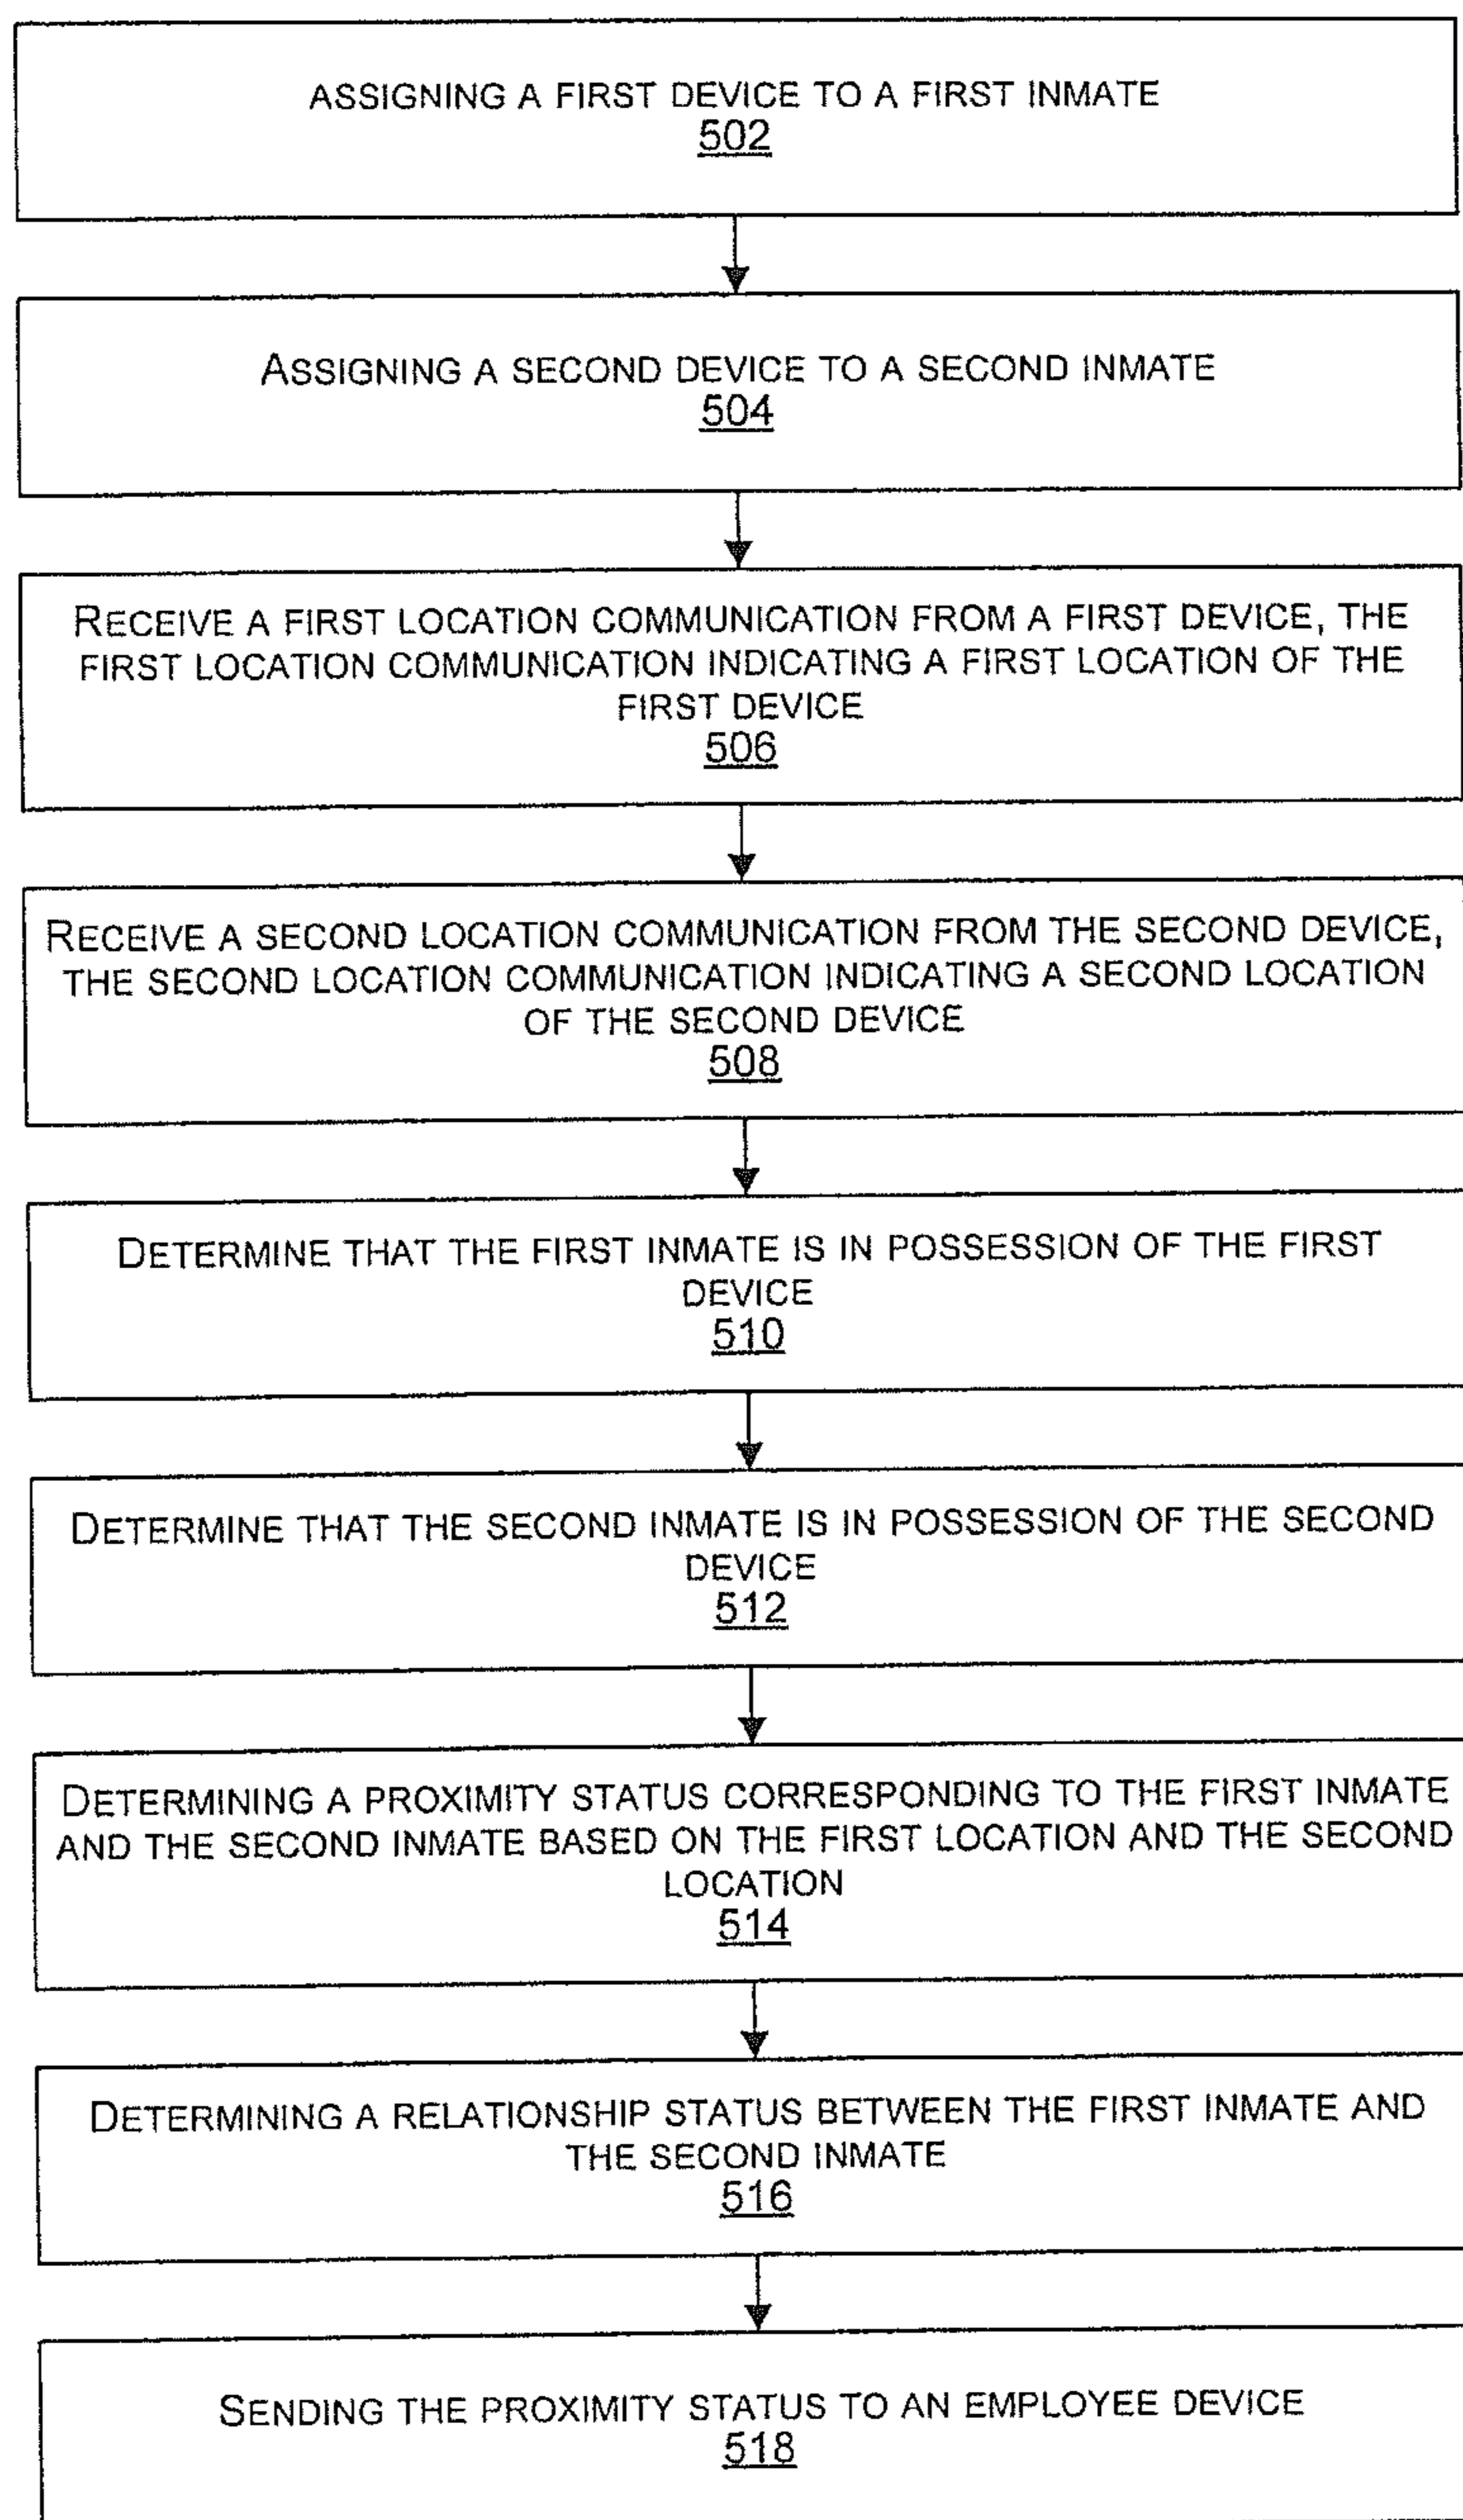 ASSIGNING A FIRST DEVICE TO A FIRST INMATE
502
ASSIGNING A SECOND DEVICE TO A SECOND INMATE
504
RECEIVE A FIRST LOCATION COMMUNICATION FROM A FIRST DEVICE, THE
FIRST LOCATION COMMUNICATION INDICATING A FIRST LOCATION OF THE
FIRST DEVICE
506
RECEIVE A SECOND LOCATION COMMUNICATION FROM THE SECOND DEVICE,
THE SECOND LOCATION COMMUNICATION INDICATING A SECOND LOCATION
OF THE SECOND DEVICE
508
DETERMINE THAT THE FIRST INMATE IS IN POSSESSION OF THE FIRST
DEVICE
510
DETERMINE THAT THE SECOND INMATE IS IN POSSESSION OF THE SECOND
DEVICE
512
DETERMINING A PROXIMITY STATUS CORRESPONDING TO THE FIRST INMATE
AND THE SECOND INMATE BASED ON THE FIRST LOCATION AND THE SECOND
LOCATION
514
DETERMINING A RELATIONSHIP STATUS BETWEEN THE FIRST INMATE AND
THE SECOND INMATE
516
SENDING THE PROXIMITY STATUS TO AN EMPLOYEE DEVICE
518